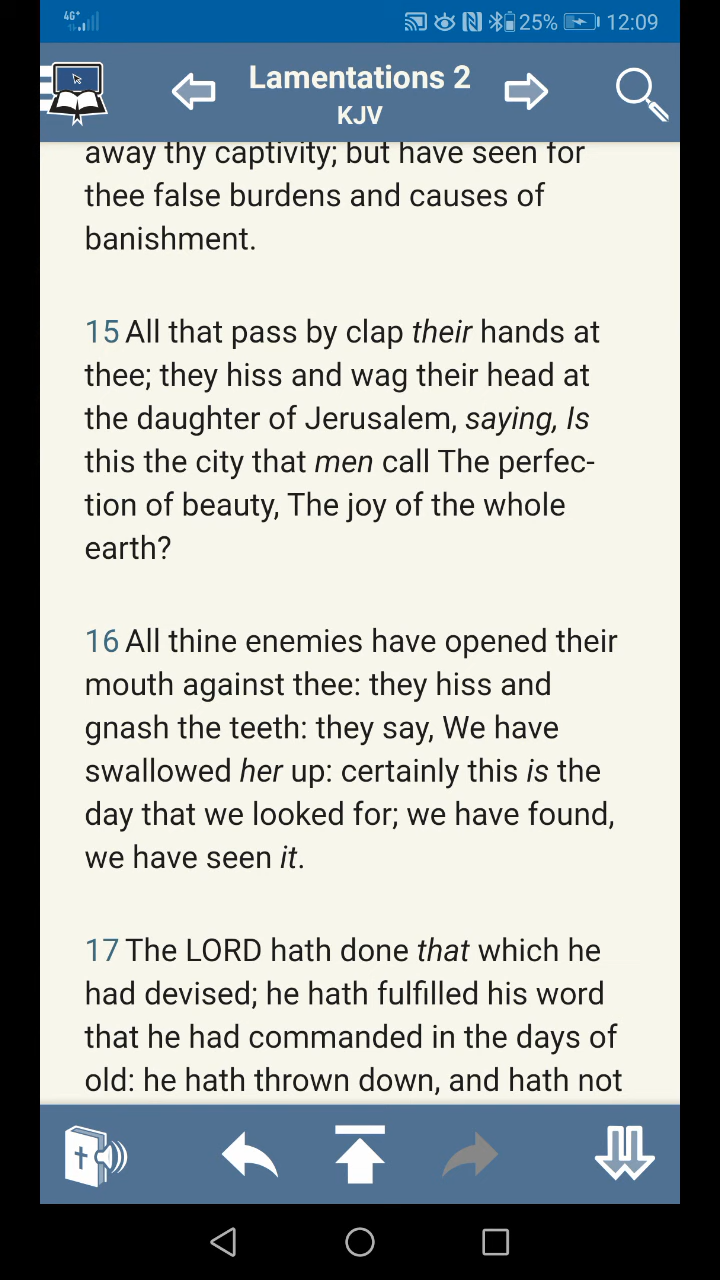 4G+ 25% 12:09
Lamentations 2
KJV
away thy captivity; but have seen for
thee false burdens and causes of
banishment.
15 All that pass by clap their hands at
thee; they hiss and wag their head at
the daughter of Jerusalem, saying, Is
this the city that men call The perfec-
tion of beauty, The joy of the whole
earth?
16 All thine enemies have opened their
mouth against thee: they hiss and
gnash the teeth: they say, We have
swallowed her up: certainly this is the
day that we looked for; we have found,
we have seen it.
17 The LORD hath done that which he
had devised; he hath fulfilled his word
that he had commanded in the days of
old: he hath thrown down, and hath not